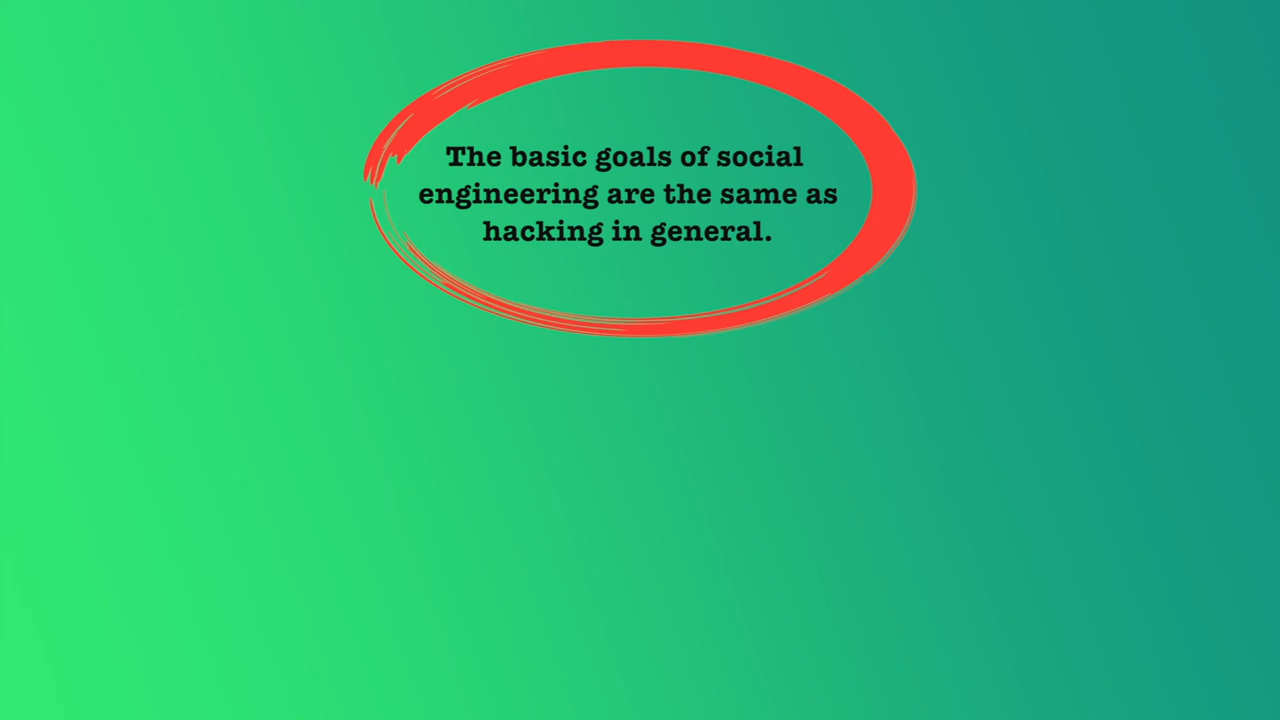 The basic goals of social
engineering are the same as
hacking in general.